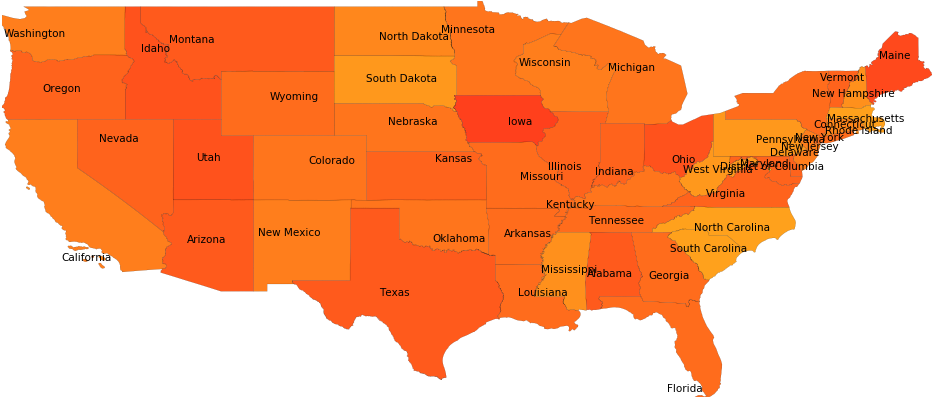 Washington
Montana
Idaho
North Dakota
Minnesota
Maine
Wisconsin
Michigan
South Dakota
Vermont
Oregon
Wyoming
New Hampshire
Nebraska
Iowa
Massachusetts
Connecticut
Rhode Island
Nevada
Pennsylvania
New York
New Jersey
Utah
Colorado
Kansas
Delaware
Ohio
Maryland
District of Columbia
Illinois
Indiana
West Virginia
Missouri
Virginia
Kentucky
Tennessee
New Mexico
Arkansas
North Carolina
Arizona
Oklahoma
South Carolina
California
Mississippi
Alabama
Georgia
Texas
Louisiana
Florida